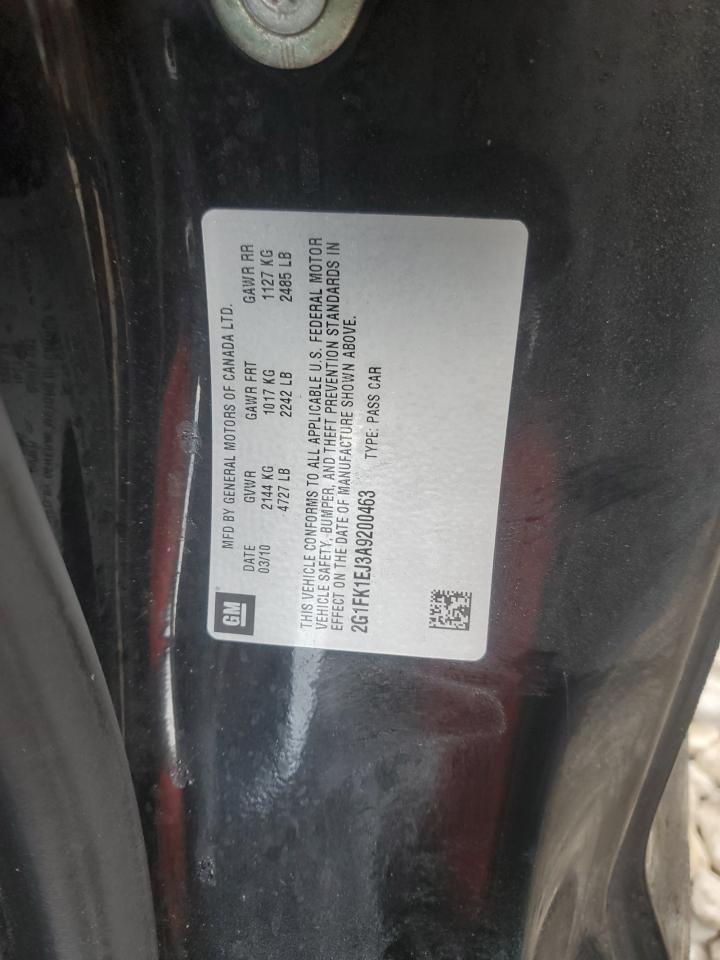 GM
MFD BY GENERAL MOTORS OF CANADA LTD.
DATE GVWR GAWR FRT GAWR RR
03/10 2144 KG 1017 KG 1127 KG
4727 LB 2242 LB 2485 LB
THIS VEHICLE CONFORMS TO ALL APPLICABLE U.S. FEDERAL MOTOR
VEHICLE SAFETY, BUMPER, AND THEFT PREVENTION STANDARDS IN
EFFECT ON THE DATE OF MANUFACTURE SHOWN ABOVE.
2G1FK1EJ3A9200463 TYPE: PASS CAR